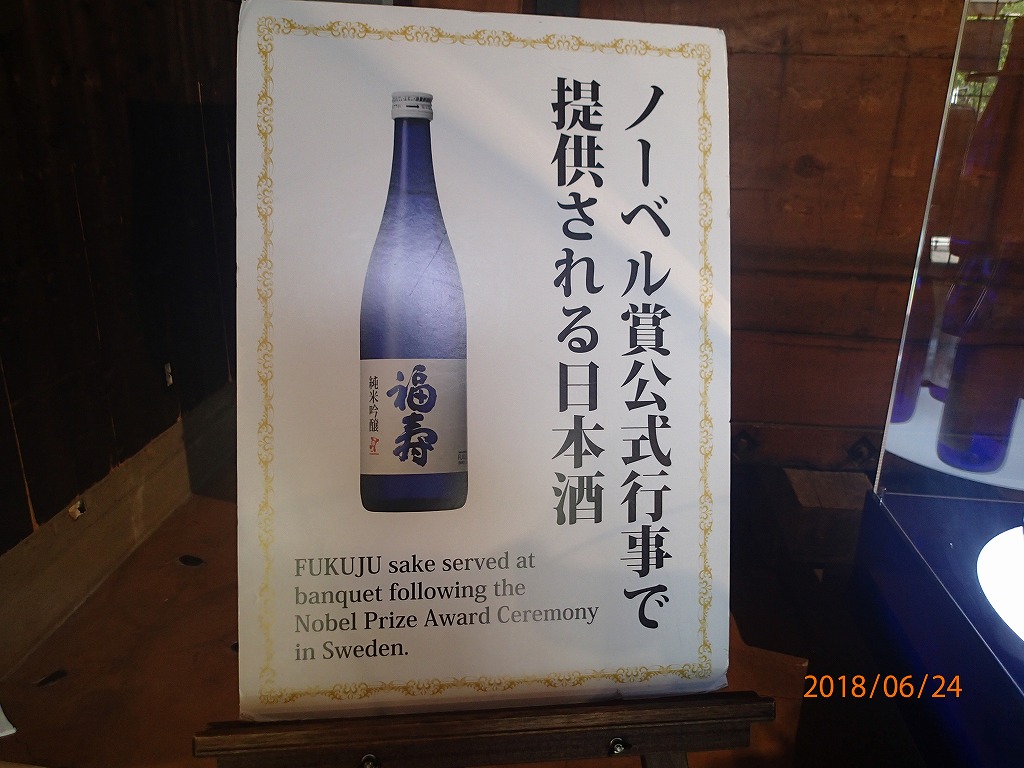 ノーベル賞公式行事で
提供される日本酒
福寿
純米吟醸
FUKUJU sake served at
banquet following the
Nobel Prize Award Ceremony
in Sweden.
2018/06/24